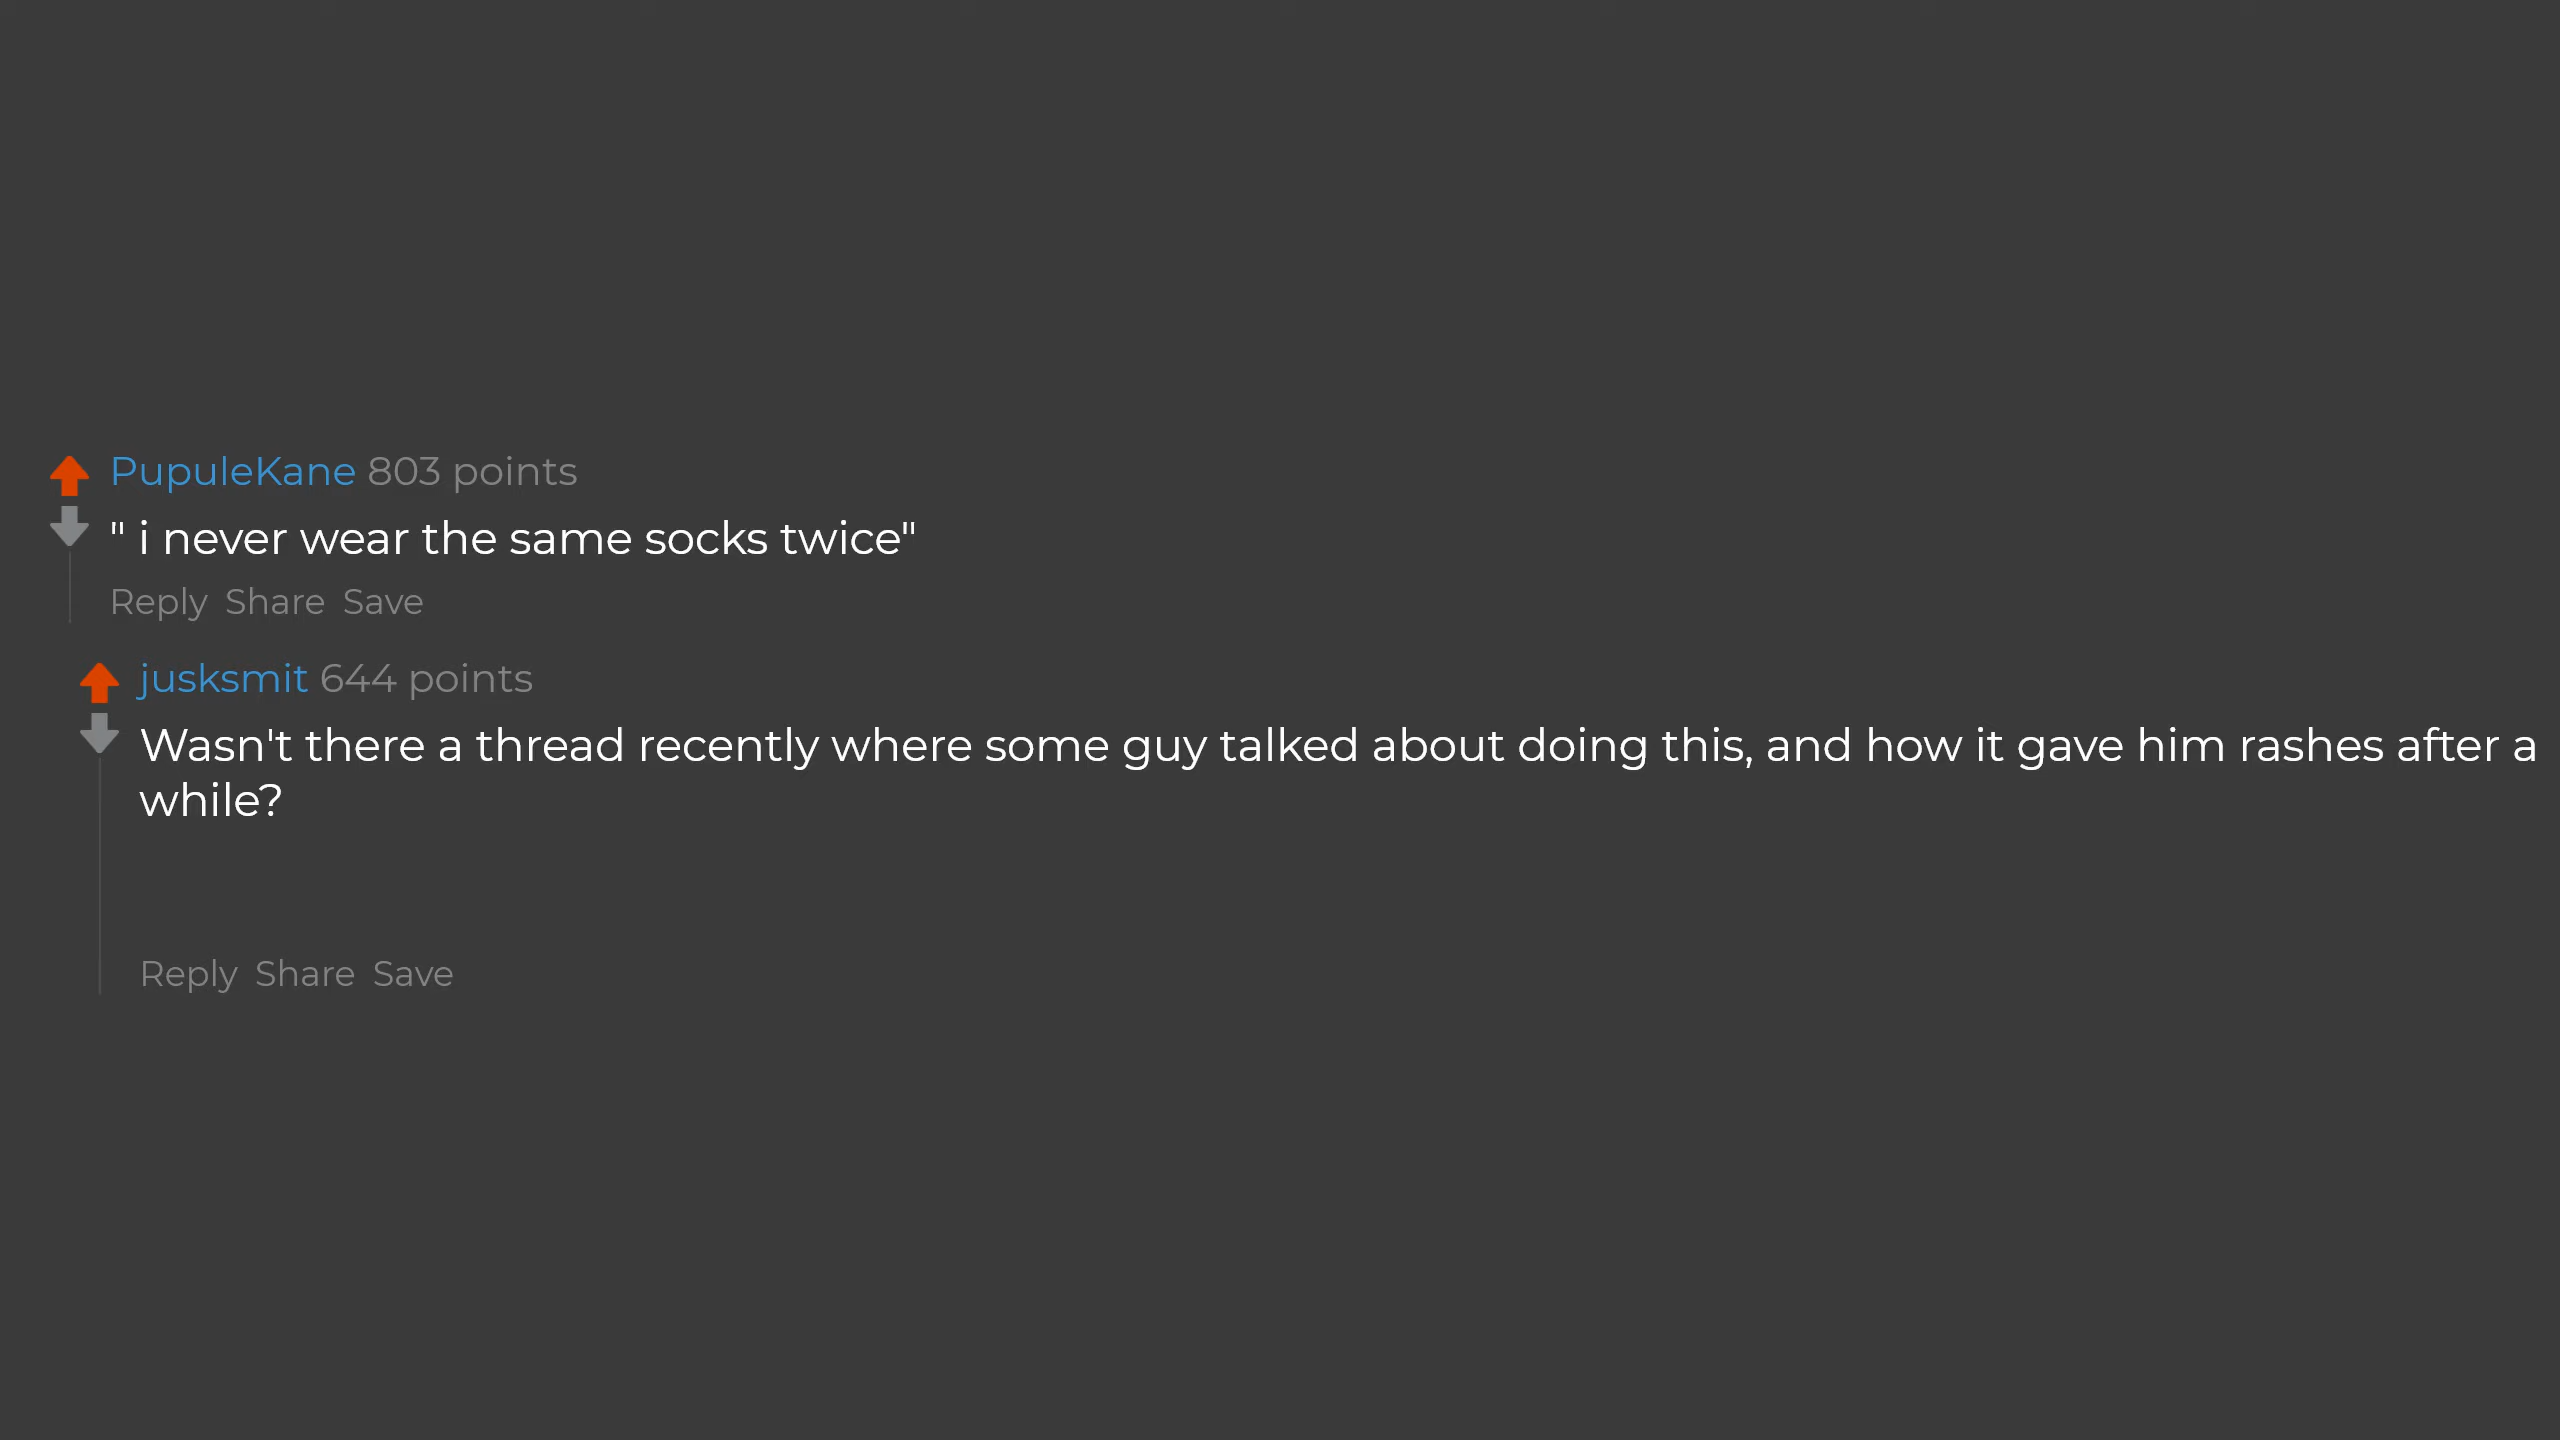 PupuleKane 803 points
" i never wear the same socks twice"
Reply Share Save
jusksmit 644 points
Wasn't there a thread recently where some guy talked about doing this, and how it gave him rashes after a
while?
Reply Share Save